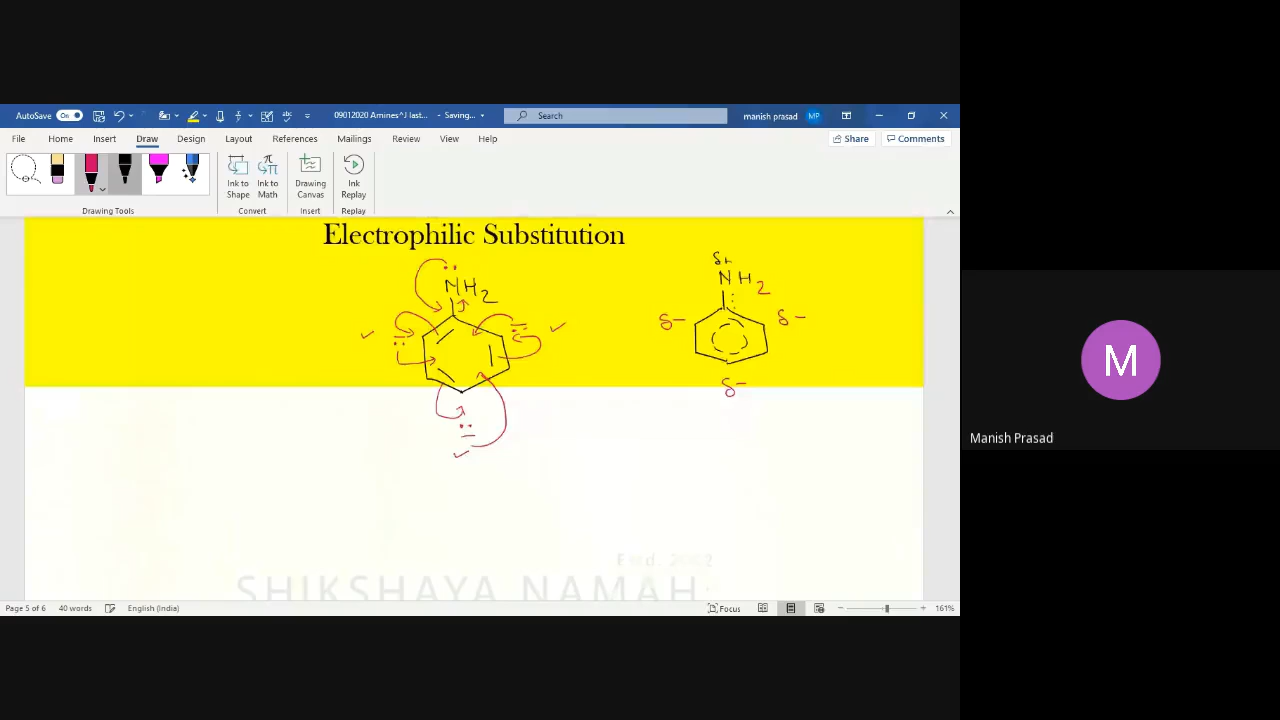 AutoSave On 09012020 Amines^J last... - Saving... Search manish prasad MP
File Home Insert Draw Design Layout References Mailings Review View Help Share Comments
Ink to Shape Ink to Math Drawing Canvas Ink Replay
Drawing Tools Convert Insert Replay
Electrophilic Substitution
NH2
δ+
NH2
δ- δ-
δ-
M
Manish Prasad
SHIKSHAYA NAMAH
Page 5 of 6 40 words English (India) Focus 161%